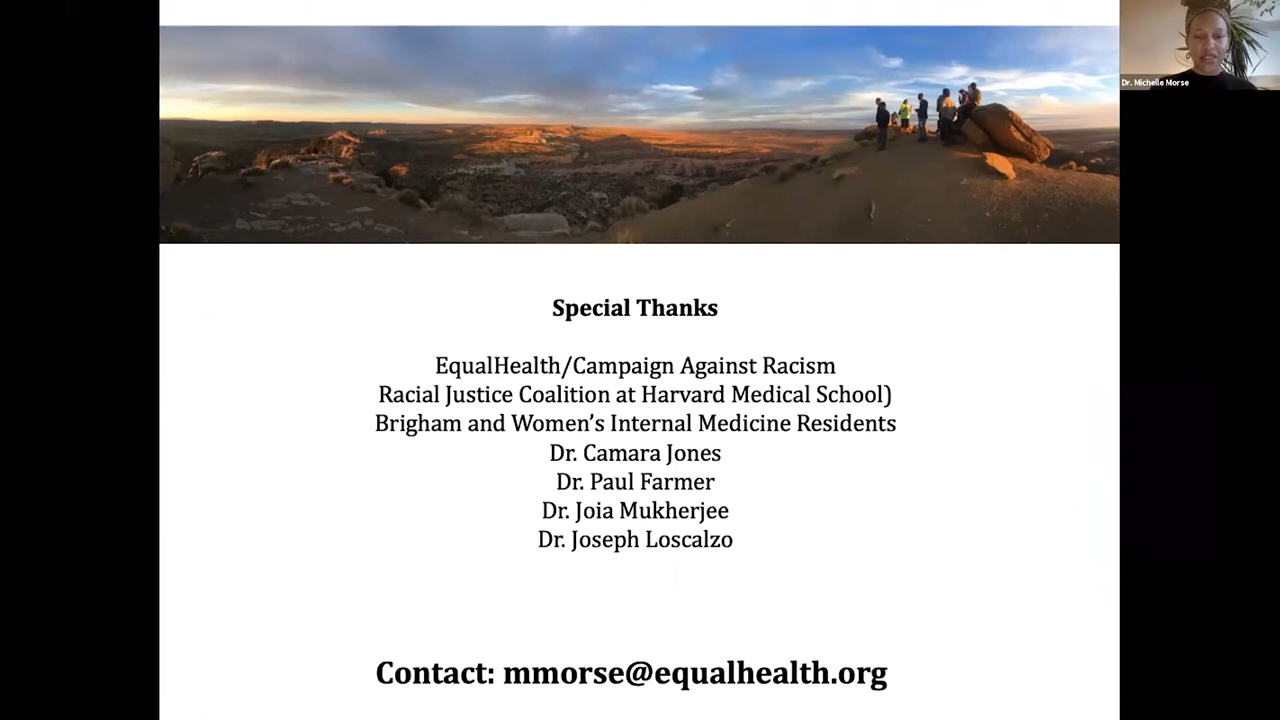 Dr. Michelle Morse
Special Thanks
EqualHealth/Campaign Against Racism
Racial Justice Coalition at Harvard Medical School)
Brigham and Women’s Internal Medicine Residents
Dr. Camara Jones
Dr. Paul Farmer
Dr. Joia Mukherjee
Dr. Joseph Loscalzo
Contact: mmorse@equalhealth.org